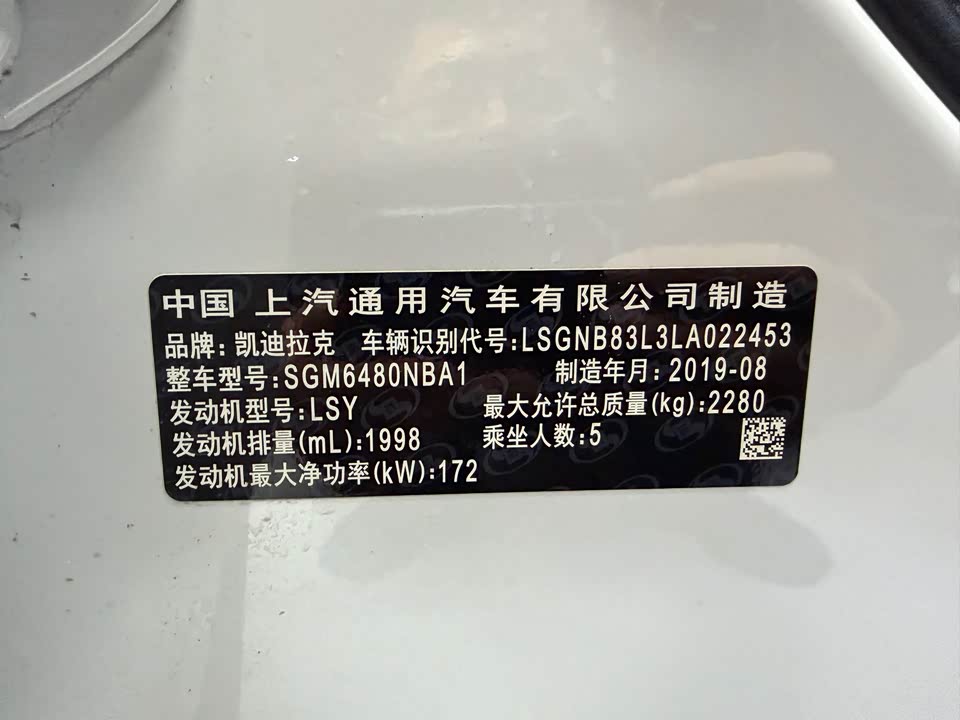 中国 上汽通用汽车有限公司制造
品牌: 凯迪拉克 车辆识别代号:LSGNB83L3LA022453
整车型号:SGM6480NBA1 制造年月: 2019-08
发动机型号:LSY 最大允许总质量(kg):2280
发动机排量(mL):1998 乘坐人数:5
发动机最大净功率(kW):172